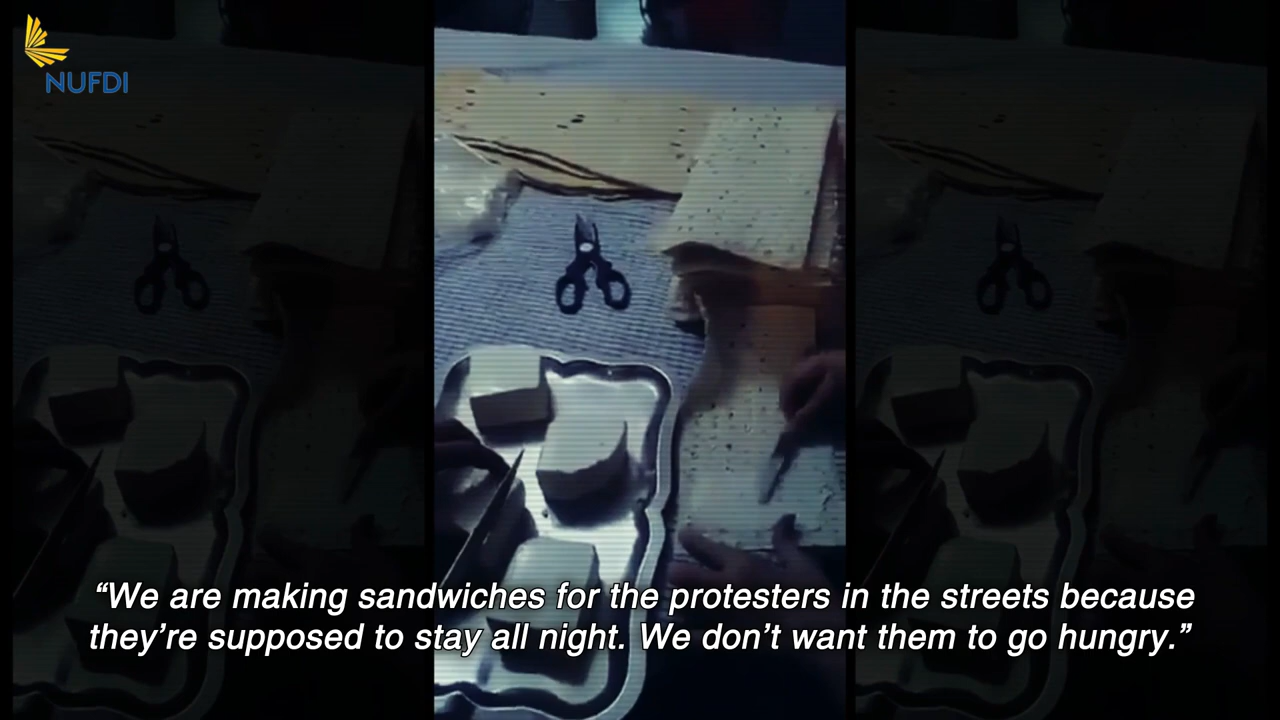 NUFDI
“We are making sandwiches for the protesters in the streets because
they’re supposed to stay all night. We don’t want them to go hungry.”